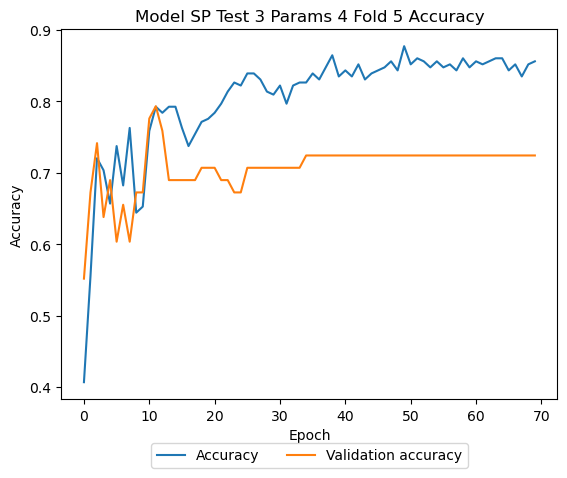 Model SP Test 3 Params 4 Fold 5 Accuracy
Accuracy
0.9
0.8
0.7
0.6
0.5
0.4
0 10 20 30 40 50 60 70
Epoch
Accuracy Validation accuracy